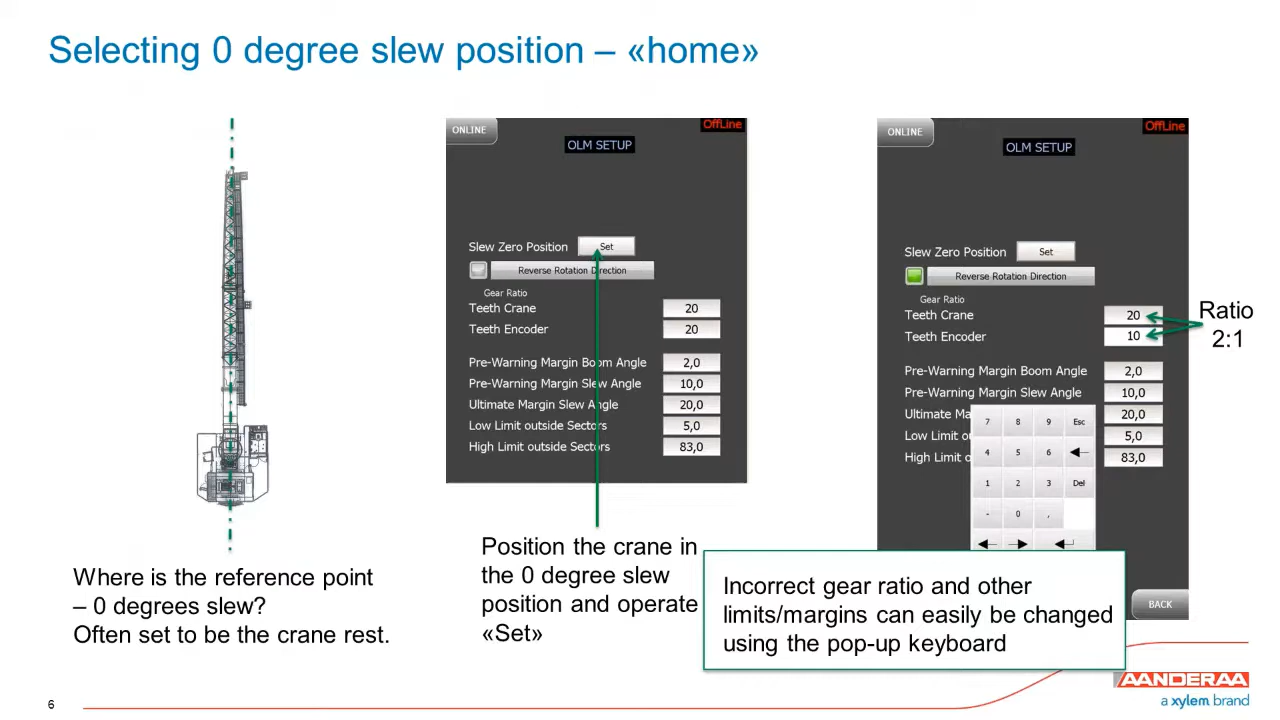 Selecting 0 degree slew position – «home»
ONLINE
OffLine
OLM SETUP
Slew Zero Position
Set
Reverse Rotation Direction
Gear Ratio
Teeth Crane
20
Teeth Encoder
20
Pre-Warning Margin Boom Angle
2,0
Pre-Warning Margin Slew Angle
10,0
Ultimate Margin Slew Angle
20,0
Low Limit outside Sectors
5,0
High Limit outside Sectors
83,0
ONLINE
OffLine
OLM SETUP
Slew Zero Position
Set
Reverse Rotation Direction
Gear Ratio
Teeth Crane
20
Teeth Encoder
10
Pre-Warning Margin Boom Angle
2,0
Pre-Warning Margin Slew Angle
10,0
Ultimate Ma
20,0
Low Limit o
5,0
High Limit o
83,0
7 8 9 Esc
4 5 6
1 2 3 Del
- 0 ,
BACK
Ratio
2:1
Where is the reference point
– 0 degrees slew?
Often set to be the crane rest.
Position the crane in
the 0 degree slew
position and operate
«Set»
Incorrect gear ratio and other
limits/margins can easily be changed
using the pop-up keyboard
6
AANDERAA
a xylem brand